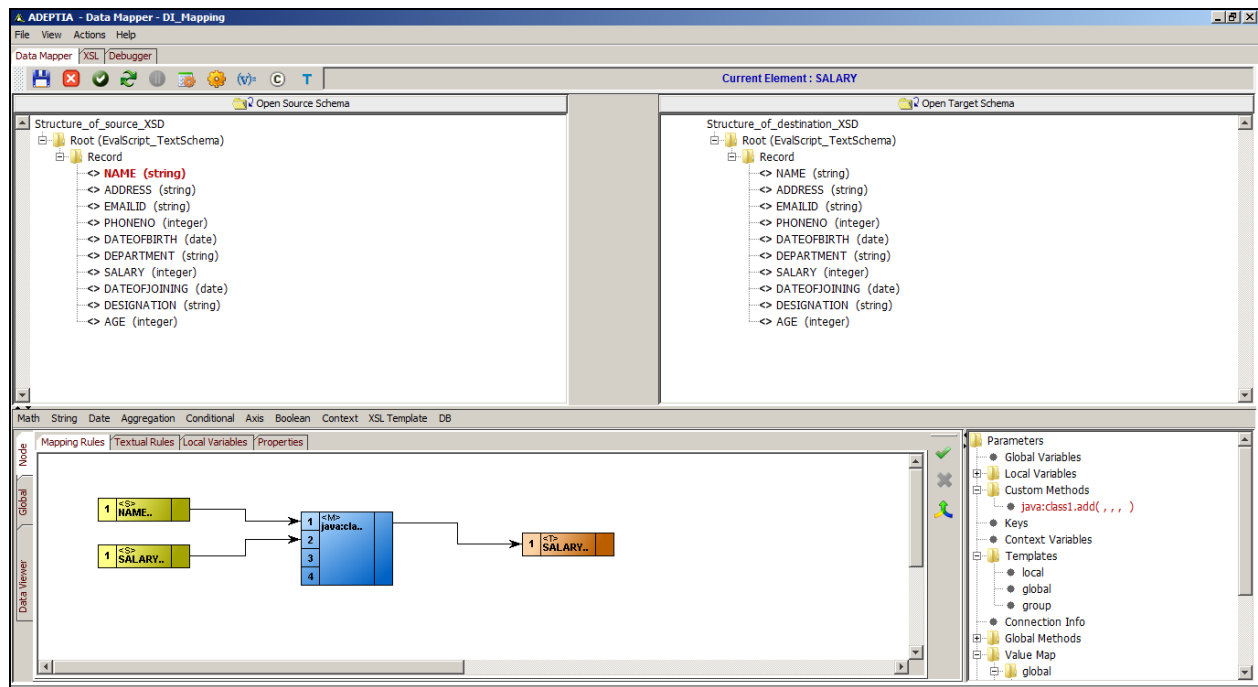 ADEPTIA - Data Mapper - DI_Mapping
File View Actions Help
Data Mapper XSL Debugger
(v)= C T Current Element : SALARY
Open Source Schema
Open Target Schema
Structure_of_source_XSD
Root (EvalScript_TextSchema)
Record
<> NAME (string)
<> ADDRESS (string)
<> EMAILID (string)
<> PHONENO (integer)
<> DATEOFBIRTH (date)
<> DEPARTMENT (string)
<> SALARY (integer)
<> DATEOFJOINING (date)
<> DESIGNATION (string)
<> AGE (integer)
Structure_of_destination_XSD
Root (EvalScript_TextSchema)
Record
<> NAME (string)
<> ADDRESS (string)
<> EMAILID (string)
<> PHONENO (integer)
<> DATEOFBIRTH (date)
<> DEPARTMENT (string)
<> SALARY (integer)
<> DATEOFJOINING (date)
<> DESIGNATION (string)
<> AGE (integer)
Math String Date Aggregation Conditional Axis Boolean Context XSL Template DB
Node
Global
Data Viewer
Mapping Rules Textual Rules Local Variables Properties
1 <S> NAME..
1 <S> SALARY..
<M>
1 java:cla..
2
3
4
1 <T> SALARY..
Parameters
Global Variables
Local Variables
Custom Methods
java:class1.add( , , , )
Keys
Context Variables
Templates
local
global
group
Connection Info
Global Methods
Value Map
global